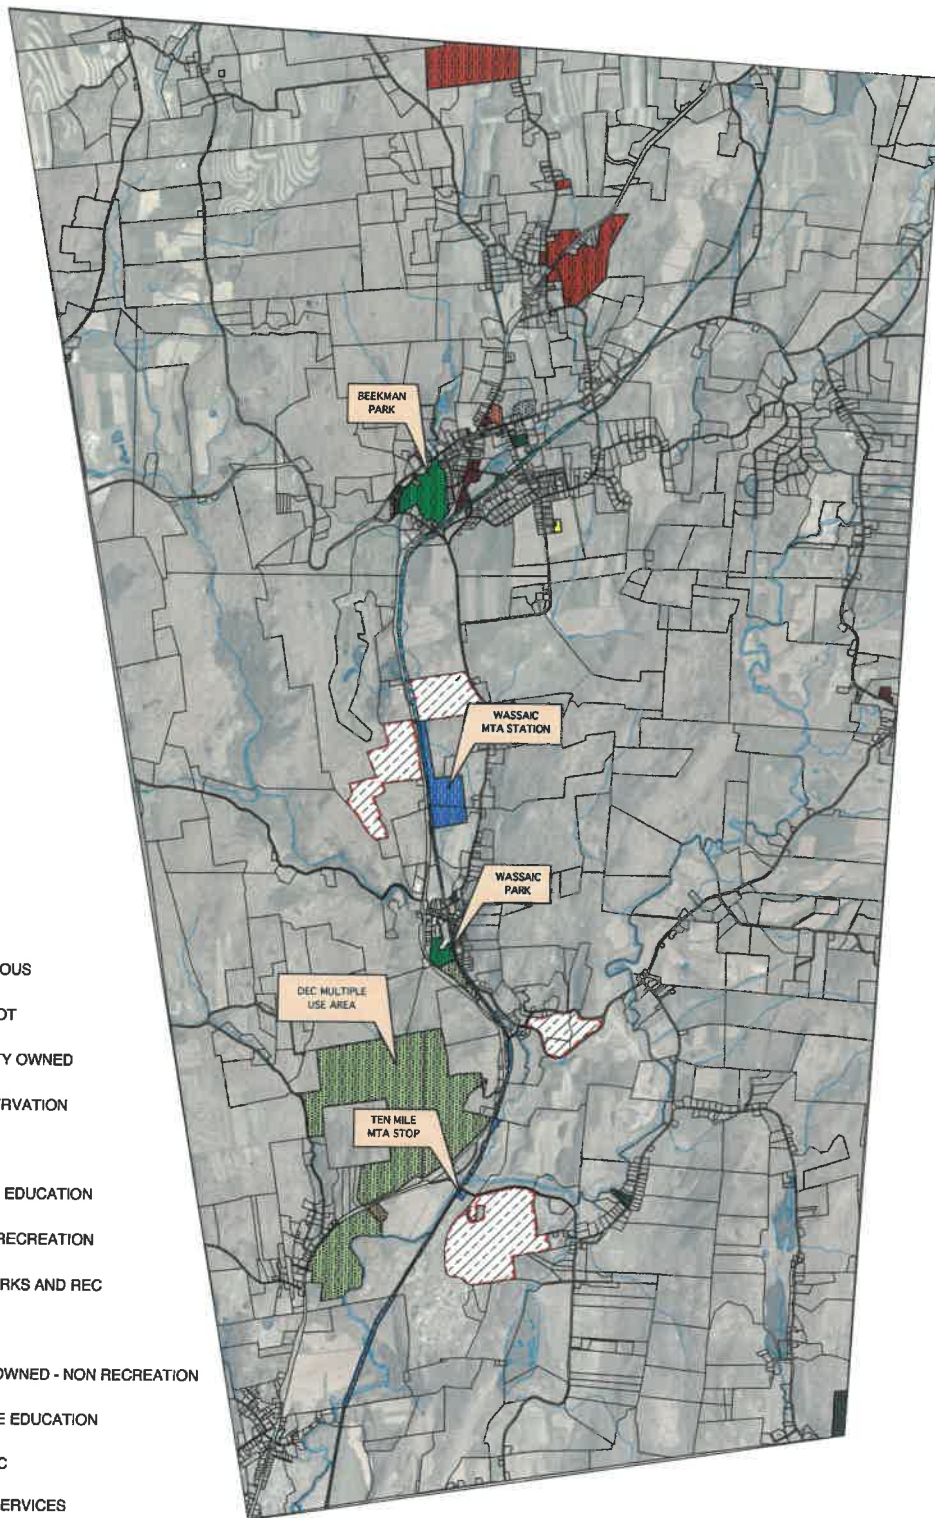 BEEKMAN
PARK
WASSAIC
MTA STATION
WASSAIC
PARK
DEC MULTIPLE
USE AREA
TEN MILE
MTA STOP
OUS
OT
Y OWNED
RVATION
EDUCATION
RECREATION
RKS AND REC
OWNED - NON RECREATION
E EDUCATION
C
ERVICES